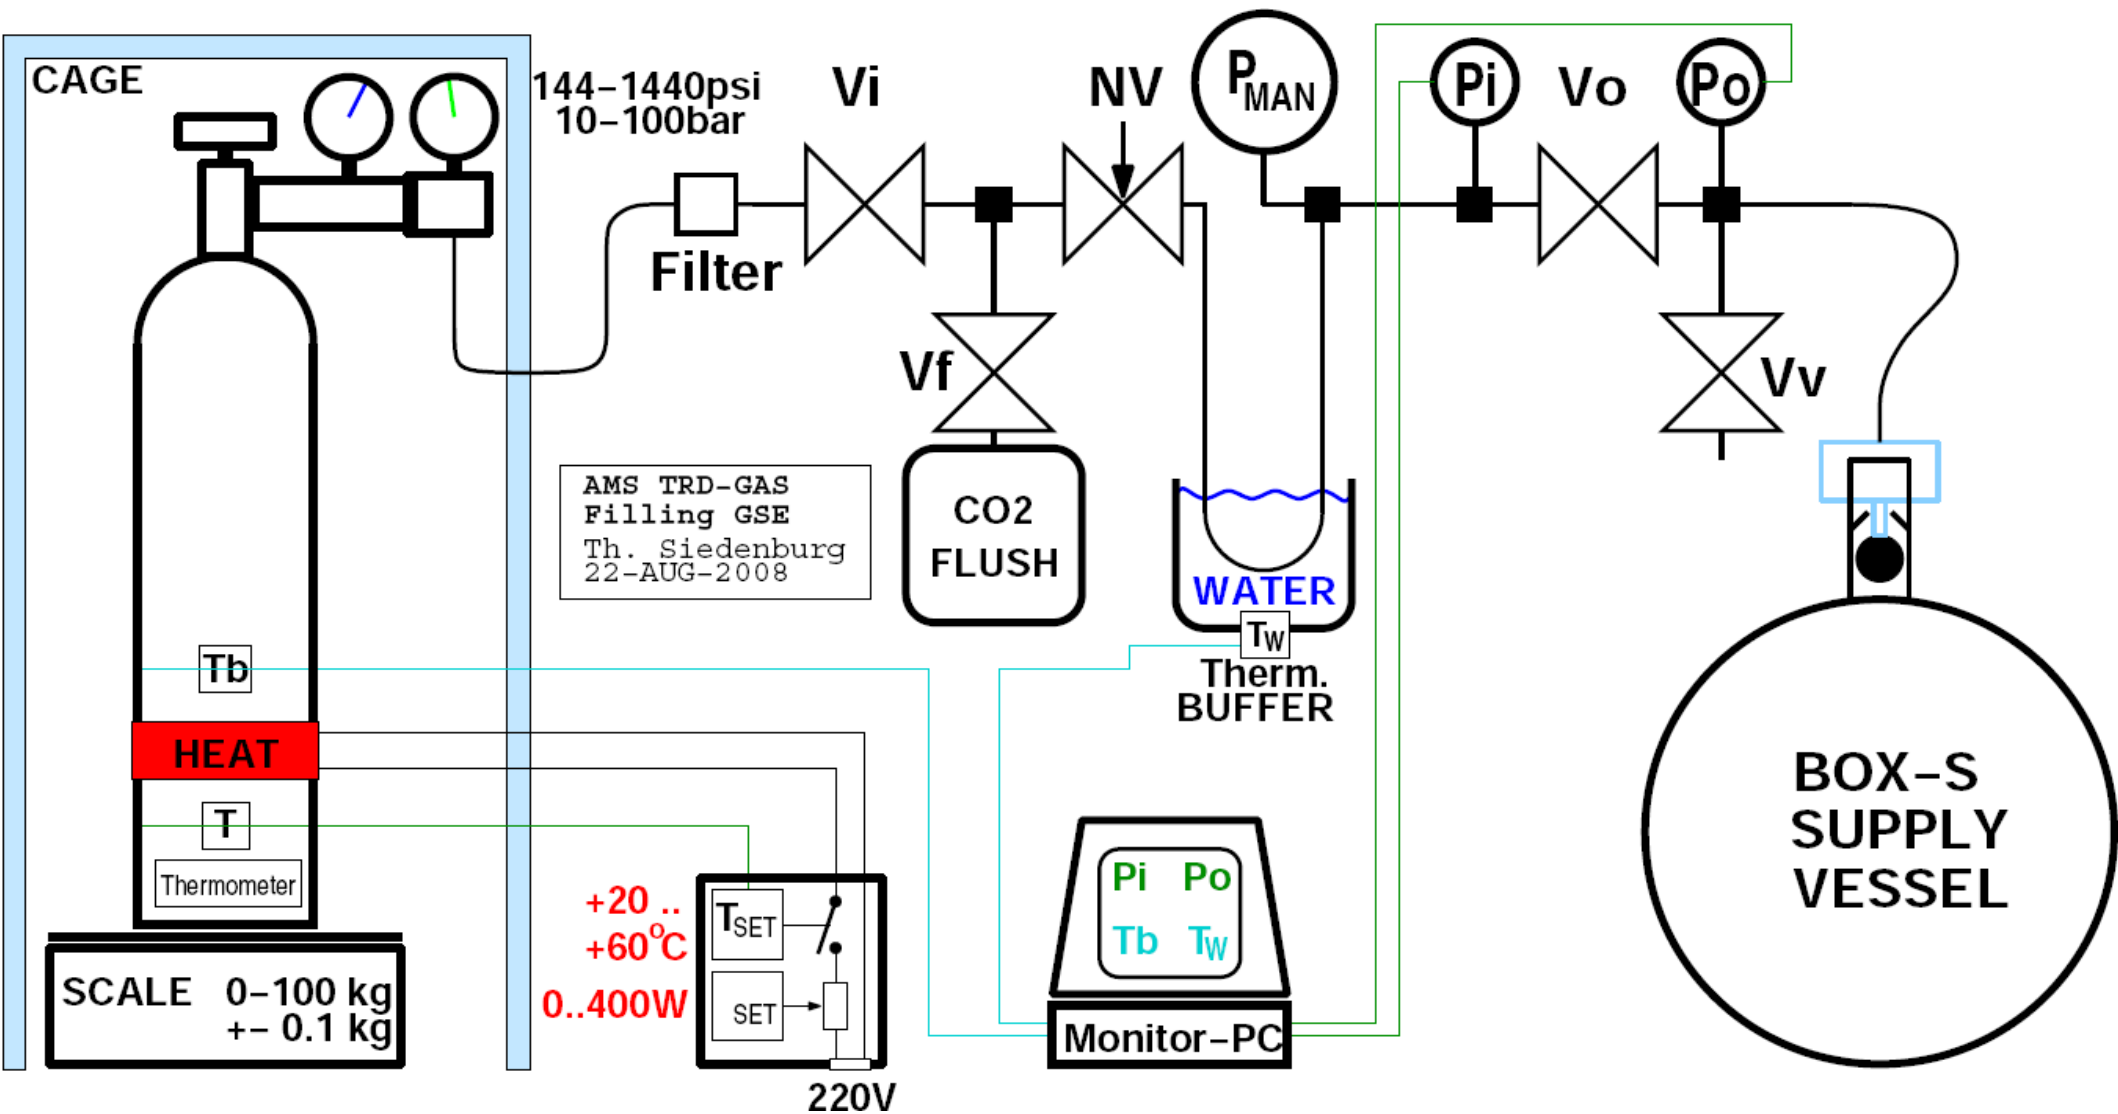 CAGE
144-1440psi
10-100bar
Vi
NV
PMAN
Pi
Vo
Po
Filter
Vf
Vv
AMS TRD-GAS
Filling GSE
Th. Siedenburg
22-AUG-2008
CO2
FLUSH
WATER
TW
Therm.
BUFFER
Tb
HEAT
T
Thermometer
SCALE 0-100 kg
+- 0.1 kg
+20 ..
+60°C
0..400W
TSET
SET
220V
Pi Po
Tb TW
Monitor-PC
BOX-S
SUPPLY
VESSEL